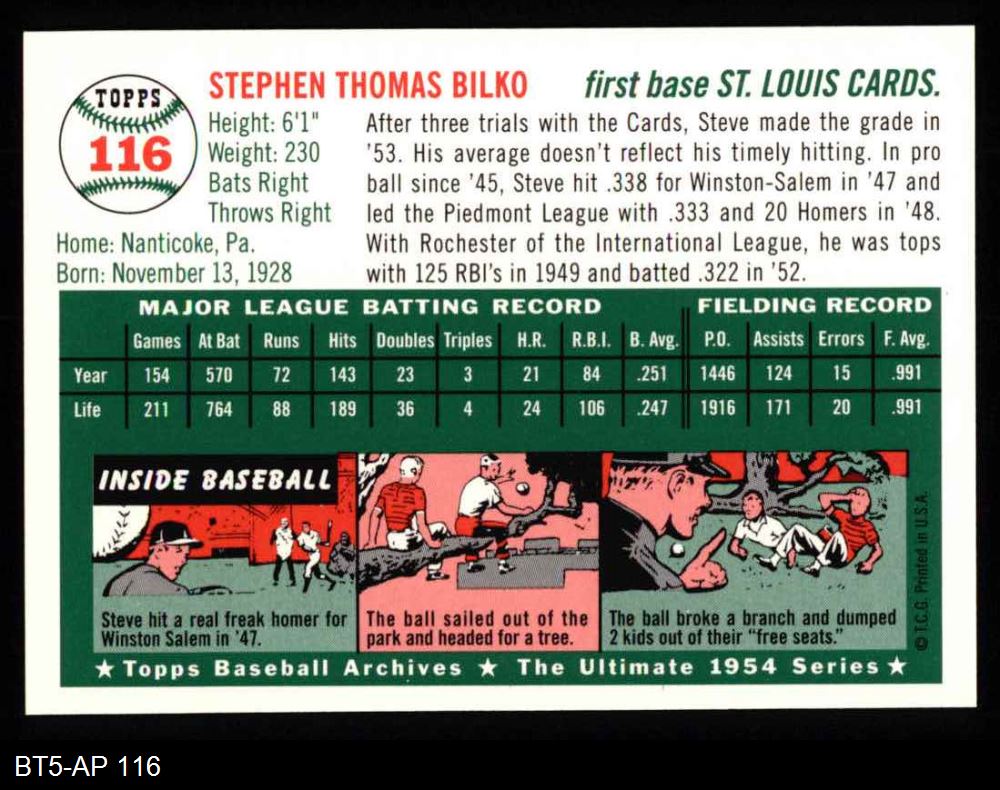 TOPPS
116
STEPHEN THOMAS BILKO
first base ST. LOUIS CARDS.
Height: 6'1"
Weight: 230
Bats Right
Throws Right
Home: Nanticoke, Pa.
Born: November 13, 1928
After three trials with the Cards, Steve made the grade in
'53. His average doesn't reflect his timely hitting. In pro
ball since '45, Steve hit .338 for Winston-Salem in '47 and
led the Piedmont League with .333 and 20 Homers in '48.
With Rochester of the International League, he was tops
with 125 RBI's in 1949 and batted .322 in '52.
MAJOR LEAGUE BATTING RECORD FIELDING RECORD
Games At Bat Runs Hits Doubles Triples H.R. R.B.I. B. Avg. P.O. Assists Errors F. Avg.
Year 154 570 72 143 23 3 21 84 .251 1446 124 15 .991
Life 211 764 88 189 36 4 24 106 .247 1916 171 20 .991
INSIDE BASEBALL
Steve hit a real freak homer for
Winston Salem in '47.
The ball sailed out of the
park and headed for a tree.
The ball broke a branch and dumped
2 kids out of their "free seats."
© T.C.G. Printed in U.S.A.
★ Topps Baseball Archives ★ The Ultimate 1954 Series ★
BT5-AP 116